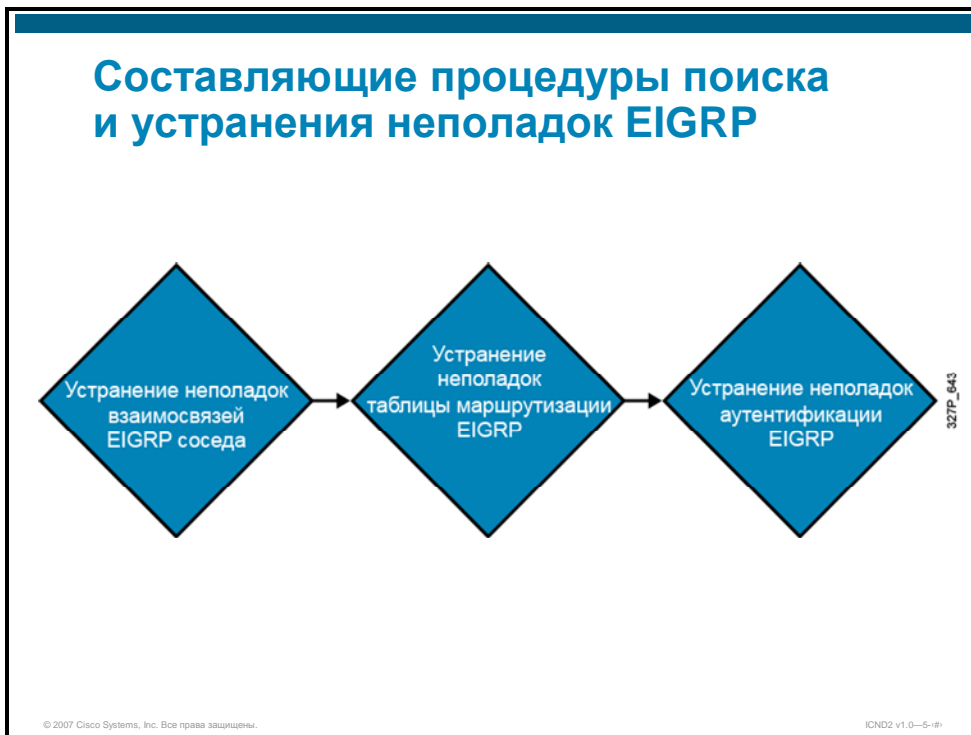 Составляющие процедуры поиска
и устранения неполадок EIGRP
Устранение неполадок
взаимосвязей
EIGRP соседа
Устранение
неполадок
таблицы маршрутизации
EIGRP
Устранение неполадок
аутентификации
EIGRP
327P_643
© 2007 Cisco Systems, Inc. Все права защищены.
ICND2 v1.0—5-‹#›